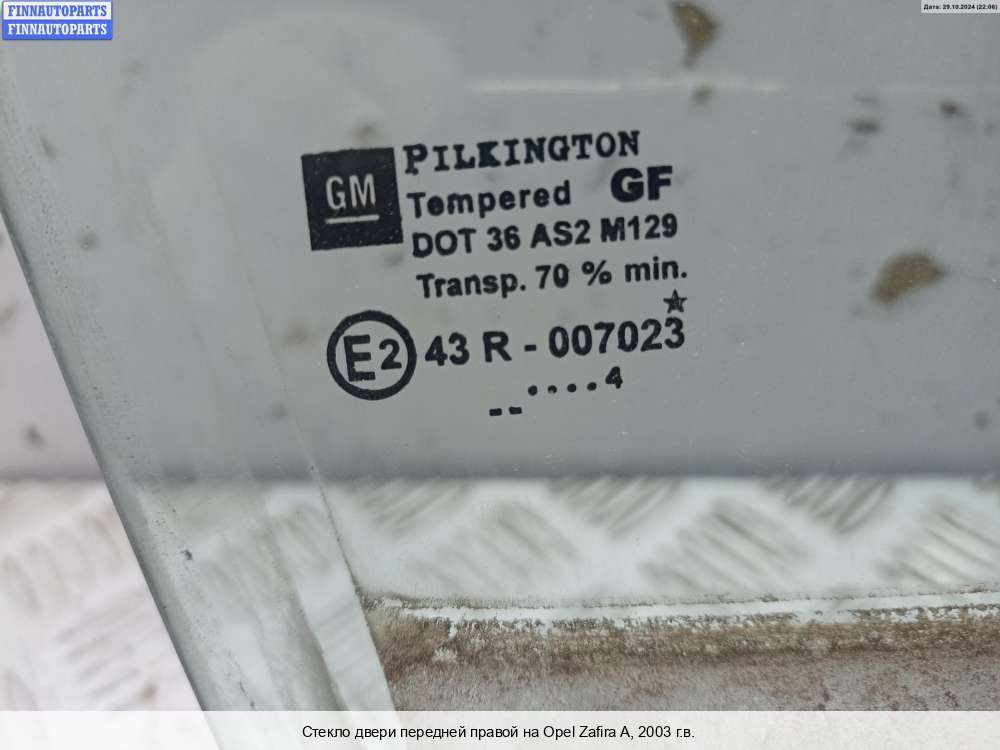 FINNAUTOPARTS
FINNAUTOPARTS
Дата: 29.10.2024 (22:06)
GM
PILKINGTON
Tempered GF
DOT 36 AS2 M129
Transp. 70 % min.
E2 43 R - 007023
--....4
Стекло двери передней правой на Opel Zafira A, 2003 г.в.